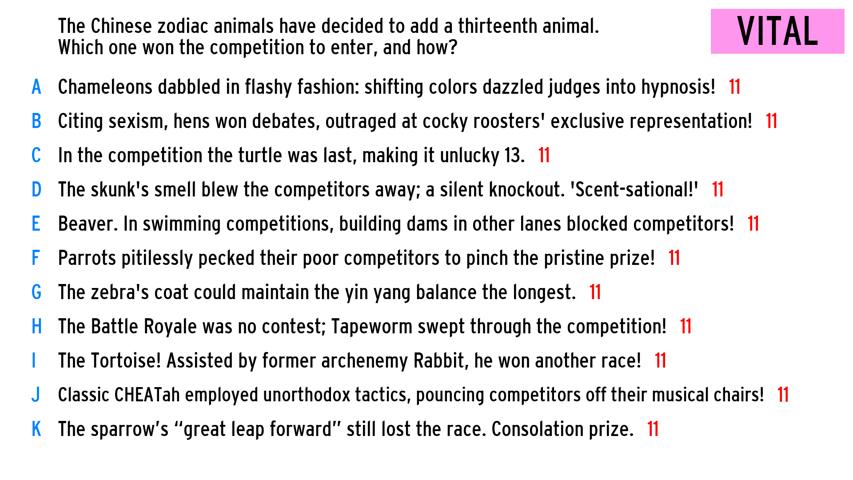 The Chinese zodiac animals have decided to add a thirteenth animal.
Which one won the competition to enter, and how?
VITAL
A Chameleons dabbled in flashy fashion: shifting colors dazzled judges into hypnosis! 11
B Citing sexism, hens won debates, outraged at cocky roosters' exclusive representation! 11
C In the competition the turtle was last, making it unlucky 13. 11
D The skunk's smell blew the competitors away; a silent knockout. 'Scent-sational!' 11
E Beaver. In swimming competitions, building dams in other lanes blocked competitors! 11
F Parrots pitilessly pecked their poor competitors to pinch the pristine prize! 11
G The zebra's coat could maintain the yin yang balance the longest. 11
H The Battle Royale was no contest; Tapeworm swept through the competition! 11
I The Tortoise! Assisted by former archenemy Rabbit, he won another race! 11
J Classic CHEATah employed unorthodox tactics, pouncing competitors off their musical chairs! 11
K The sparrow’s “great leap forward” still lost the race. Consolation prize. 11